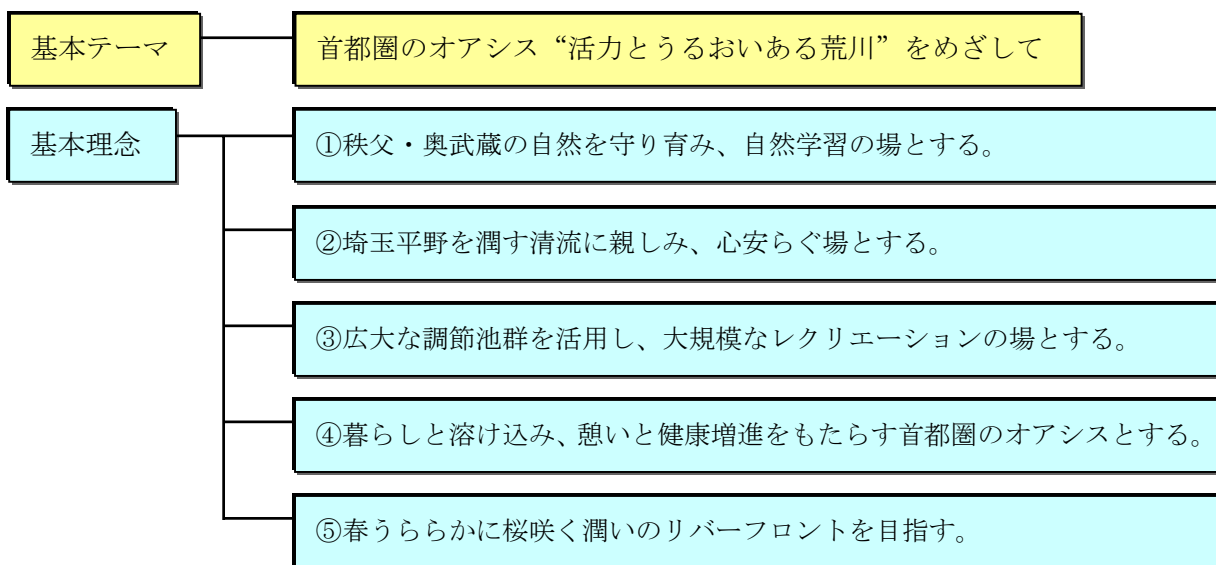 基本テーマ
首都圏のオアシス“活力とうるおいある荒川”をめざして
基本理念
①秩父・奥武蔵の自然を守り育み、自然学習の場とする。
②埼玉平野を潤す清流に親しみ、心安らぐ場とする。
③広大な調節池群を活用し、大規模なレクリエーションの場とする。
④暮らしと溶け込み、憩いと健康増進をもたらす首都圏のオアシスとする。
⑤春うららかに桜咲く潤いのリバーフロントを目指す。